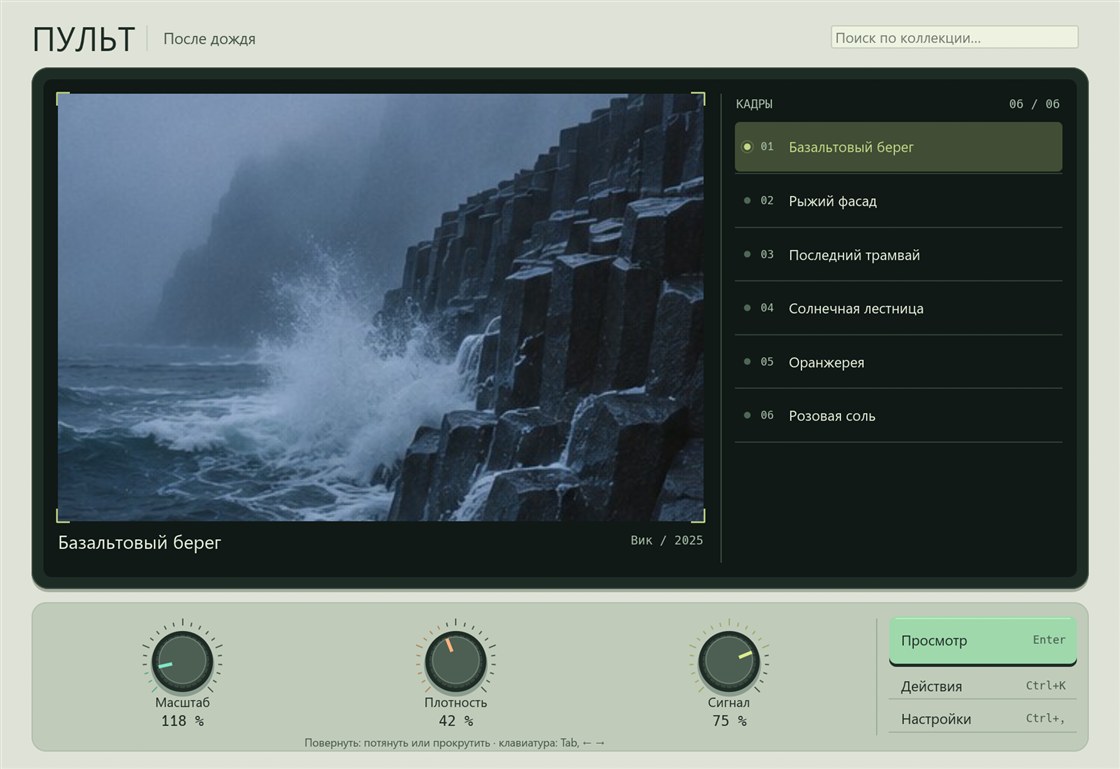 ПУЛЬТ
После дождя
Поиск по коллекции...
КАДРЫ
06 / 06
01 Базальтовый берег
02 Рыжий фасад
03 Последний трамвай
04 Солнечная лестница
05 Оранжерея
06 Розовая соль
Базальтовый берег
Вик / 2025
Масштаб
118 %
Плотность
42 %
Сигнал
75 %
Повернуть: потянуть или прокрутить · клавиатура: Tab, ← →
Просмотр Enter
Действия Ctrl+K
Настройки Ctrl+,